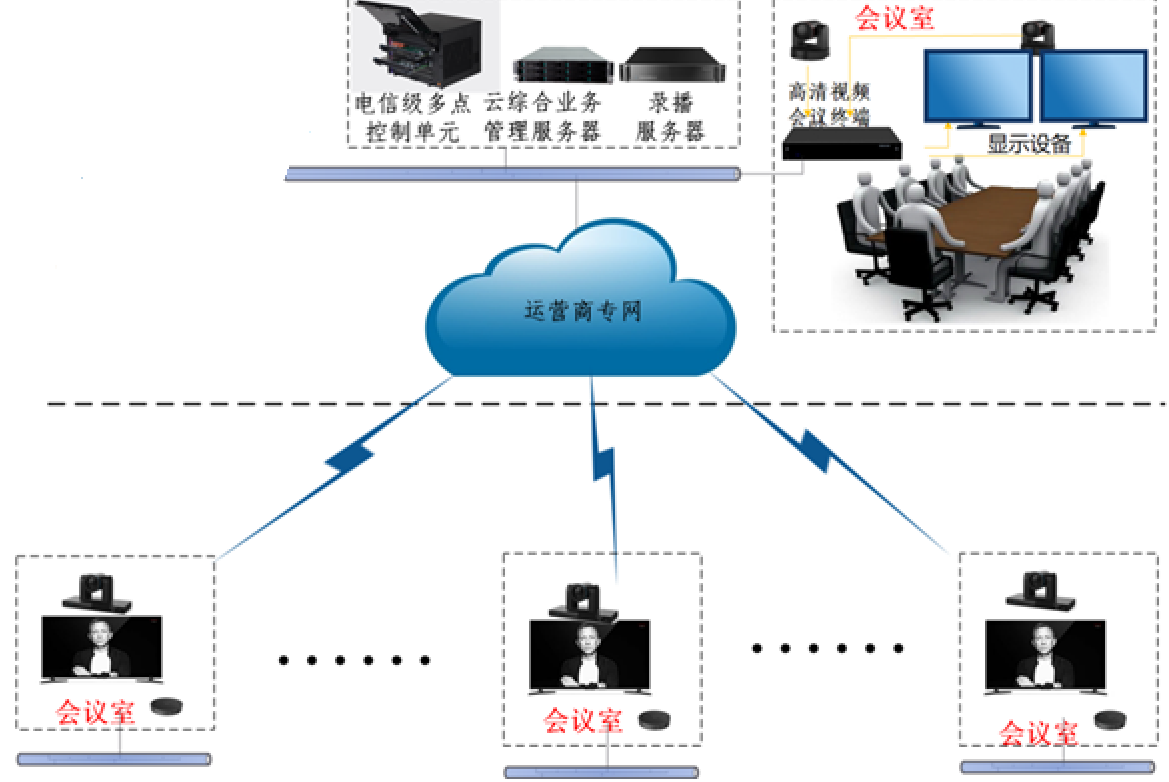 会议室
电信级多点
控制单元
云综合业务
管理服务器
录播
服务器
高清视频
会议终端
显示设备
运营商专网
会议室
会议室
会议室